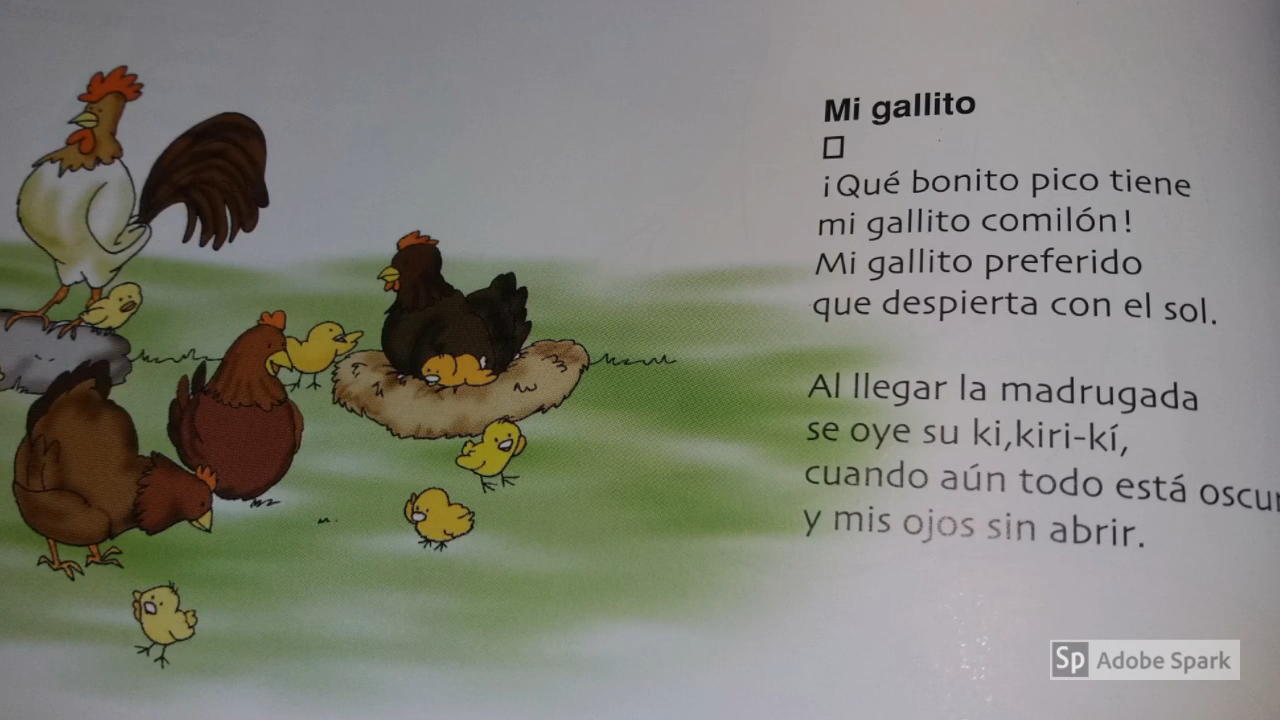 Mi gallito
¡Qué bonito pico tiene
mi gallito comilón!
Mi gallito preferido
que despierta con el sol.
Al llegar la madrugada
se oye su ki,kiri-kí,
cuando aún todo está
y mis ojos sin abrir.
Sp Adobe Spark